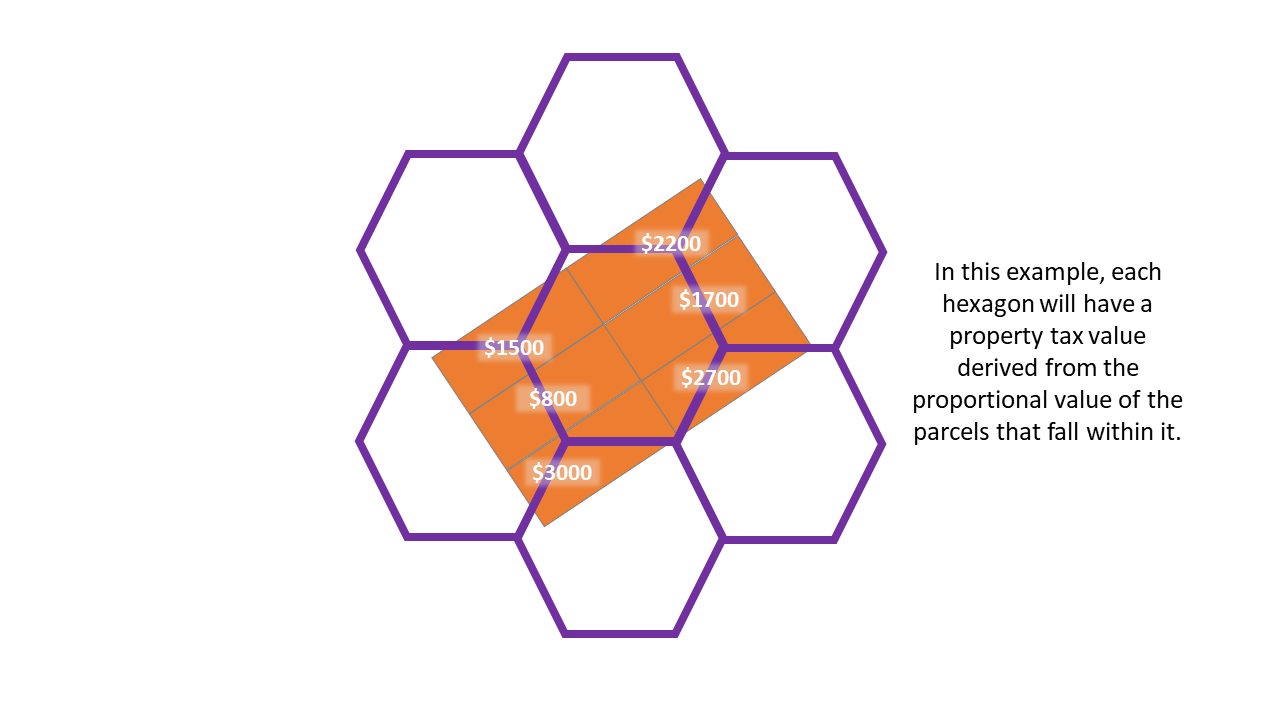 $2200
$1700
$1500
$2700
$800
$3000
In this example, each
hexagon will have a
property tax value
derived from the
proportional value of the
parcels that fall within it.